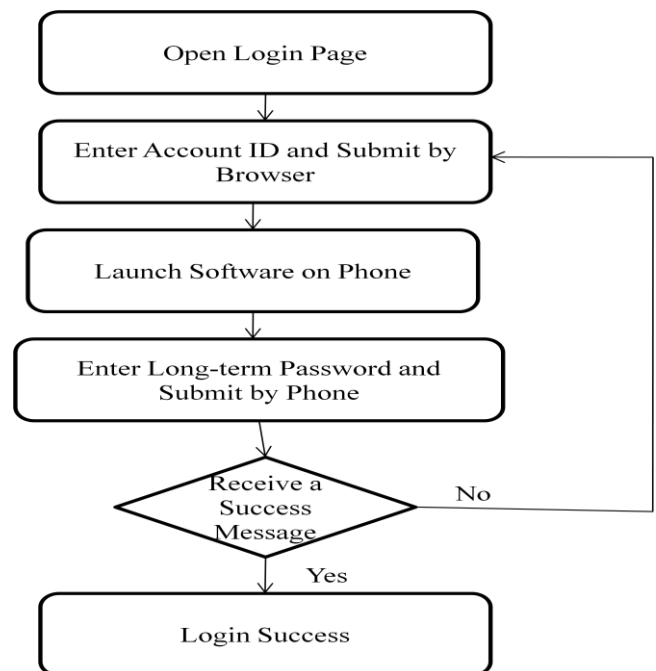 Open Login Page
Enter Account ID and Submit by
Browser
Launch Software on Phone
Enter Long-term Password and
Submit by Phone
Receive a
Success
Message
No
Yes
Login Success